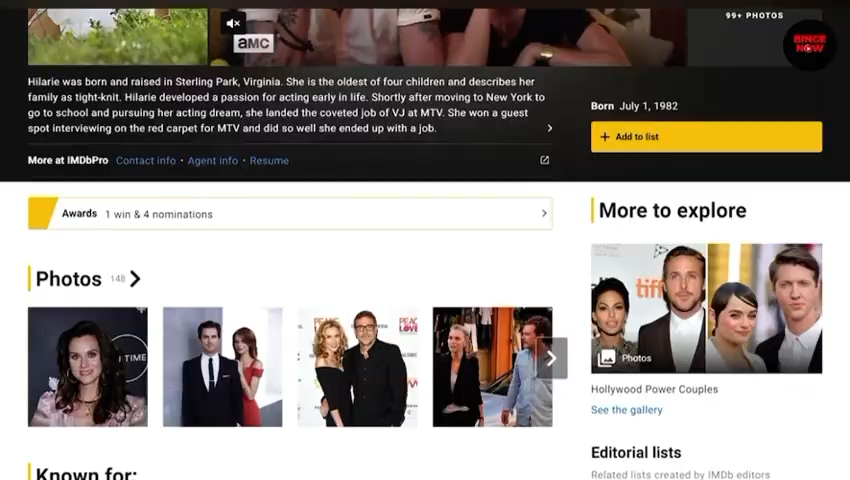 99+ PHOTOS
BINGE
NOW
aMC
Hilarie was born and raised in Sterling Park, Virginia. She is the oldest of four children and describes her
family as tight-knit. Hilarie developed a passion for acting early in life. Shortly after moving to New York to
go to school and pursuing her acting dream, she landed the coveted job of VJ at MTV. She won a guest
spot interviewing on the red carpet for MTV and did so well she ended up with a job.
Born July 1, 1982
+ Add to list
More at IMDbPro Contact info · Agent info · Resume
Awards 1 win & 4 nominations
More to explore
Photos 148
tiff
Photos
Hollywood Power Couples
See the gallery
Editorial lists
Related lists created by IMDb editors
Known for: